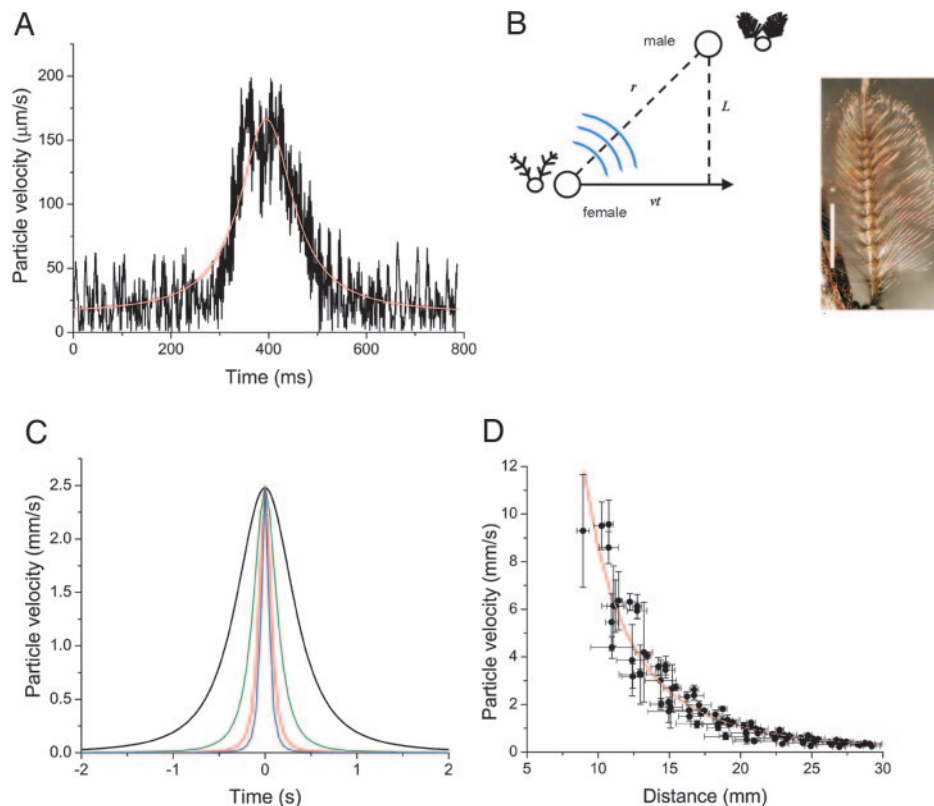 A
Particle velocity (μm/s)
200
150
100
50
0
0 200 400 600 800
Time (ms)
B
male
r
L
female
vt
C
Particle velocity (mm/s)
2.5
2.0
1.5
1.0
0.5
0.0
-2 -1 0 1 2
Time (s)
D
Particle velocity (mm/s)
12
10
8
6
4
2
0
5 10 15 20 25 30
Distance (mm)